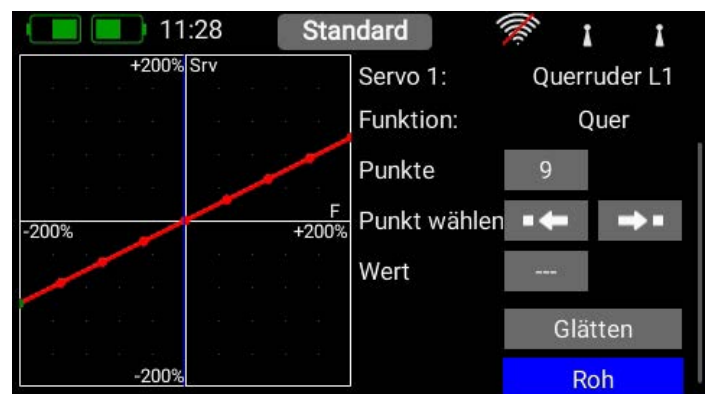 11:28 Standard
+200% Srv
F
-200% +200%
-200%
Servo 1: Querruder L1
Funktion: Quer
Punkte 9
Punkt wählen
Wert ---
Glätten
Roh